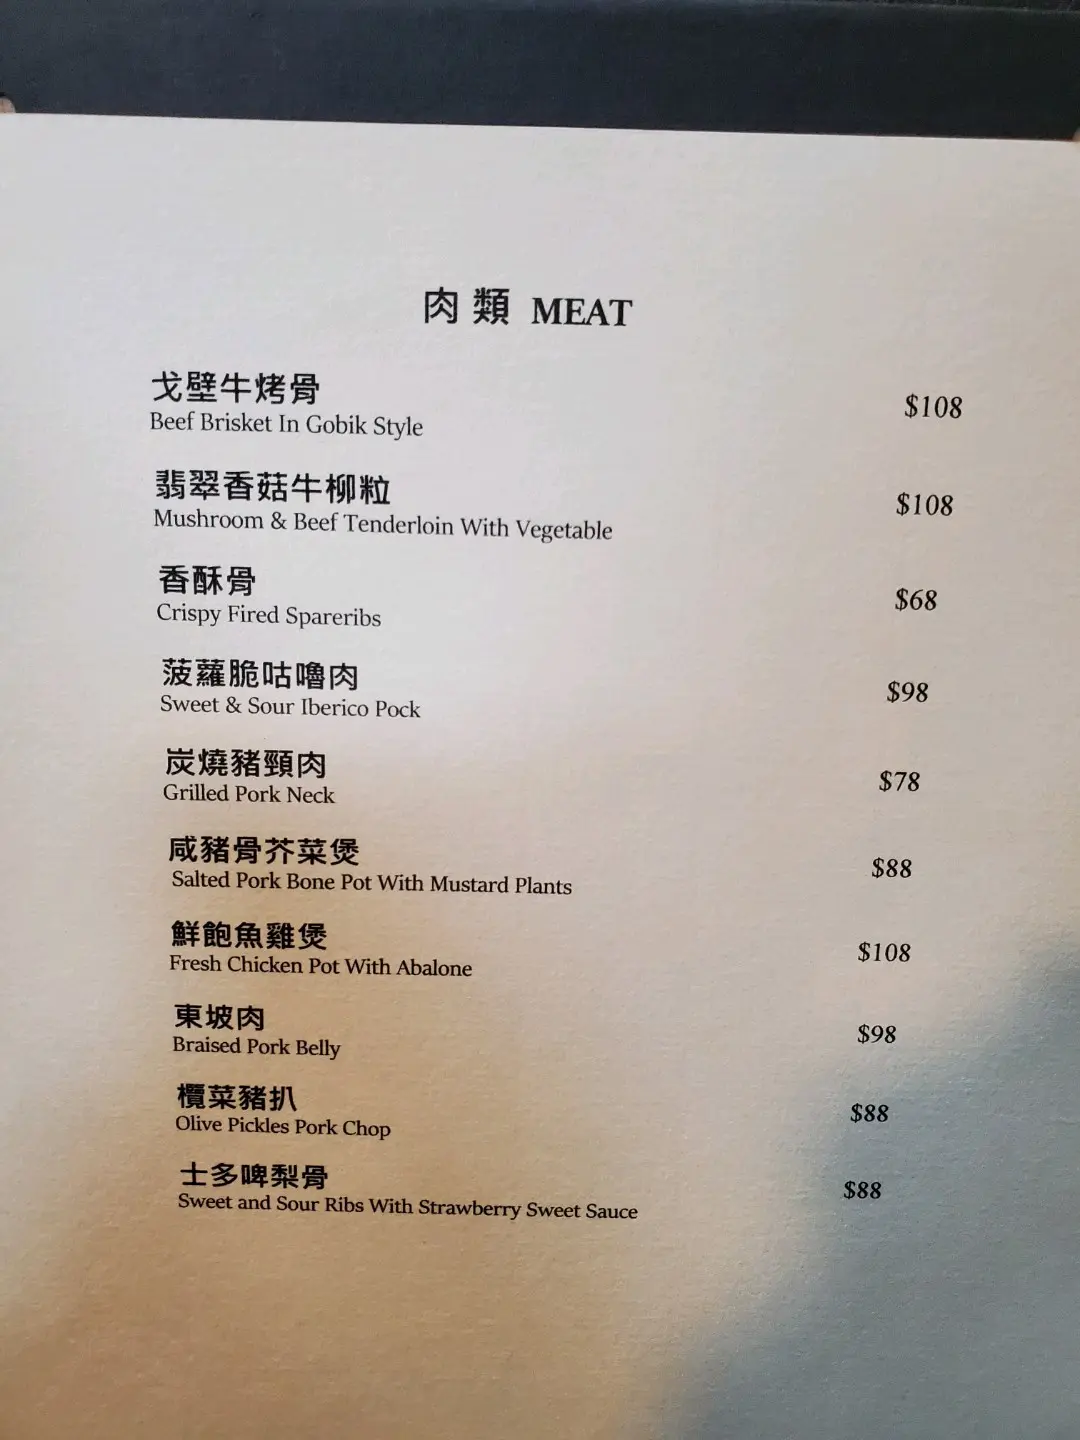 肉類 MEAT
戈壁牛烤骨
Beef Brisket In Gobik Style
$108
翡翠香菇牛柳粒
Mushroom & Beef Tenderloin With Vegetable
$108
香酥骨
Crispy Fired Spareribs
$68
菠蘿脆咕嚕肉
Sweet & Sour Iberico Pock
$98
炭燒豬頸肉
Grilled Pork Neck
$78
咸豬骨芥菜煲
Salted Pork Bone Pot With Mustard Plants
$88
鮮鮑魚雞煲
Fresh Chicken Pot With Abalone
$108
東坡肉
Braised Pork Belly
$98
欖菜豬扒
Olive Pickles Pork Chop
$88
士多啤梨骨
Sweet and Sour Ribs With Strawberry Sweet Sauce
$88